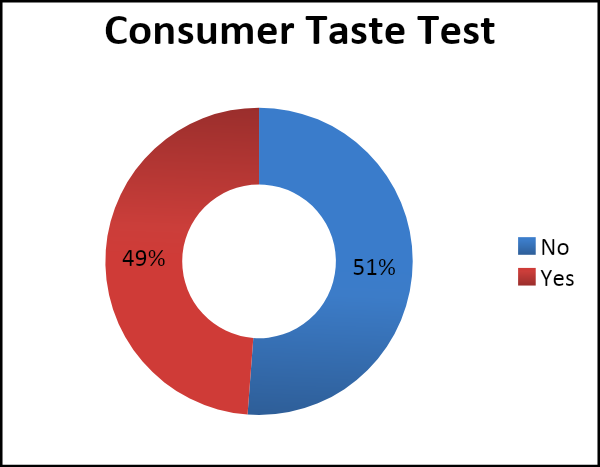 Consumer Taste Test
49%
51%
No
Yes